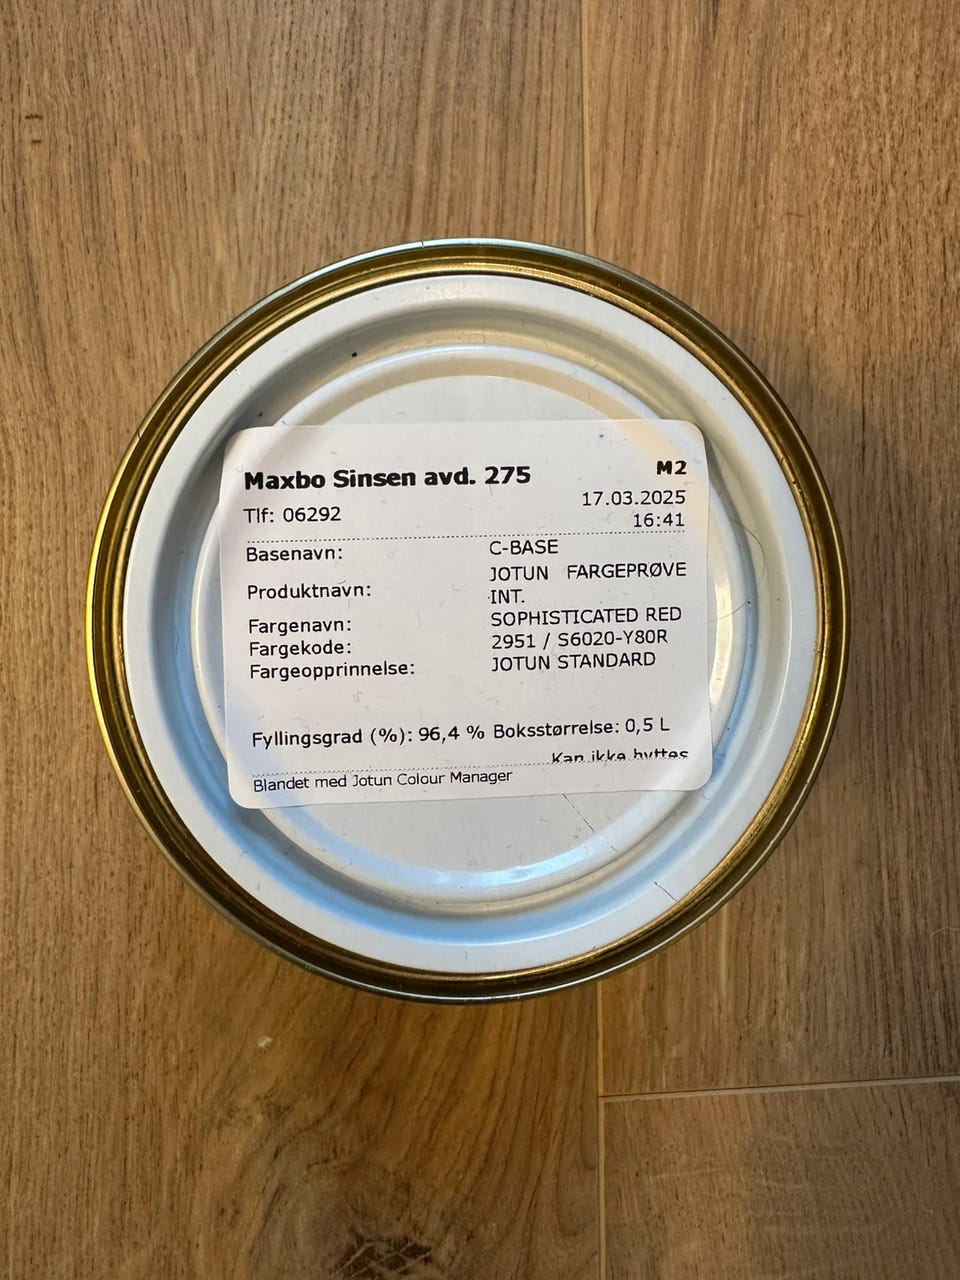 Maxbo Sinsen avd. 275 M2
Tlf: 06292 17.03.2025
16:41
Basenavn: C-BASE
Produktnavn: JOTUN FARGEPRØVE
INT.
Fargenavn: SOPHISTICATED RED
Fargekode: 2951 / S6020-Y80R
Fargeopprinnelse: JOTUN STANDARD
Fyllingsgrad (%): 96,4 % Boksstørrelse: 0,5 L
Kan ikke byttes
Blandet med Jotun Colour Manager